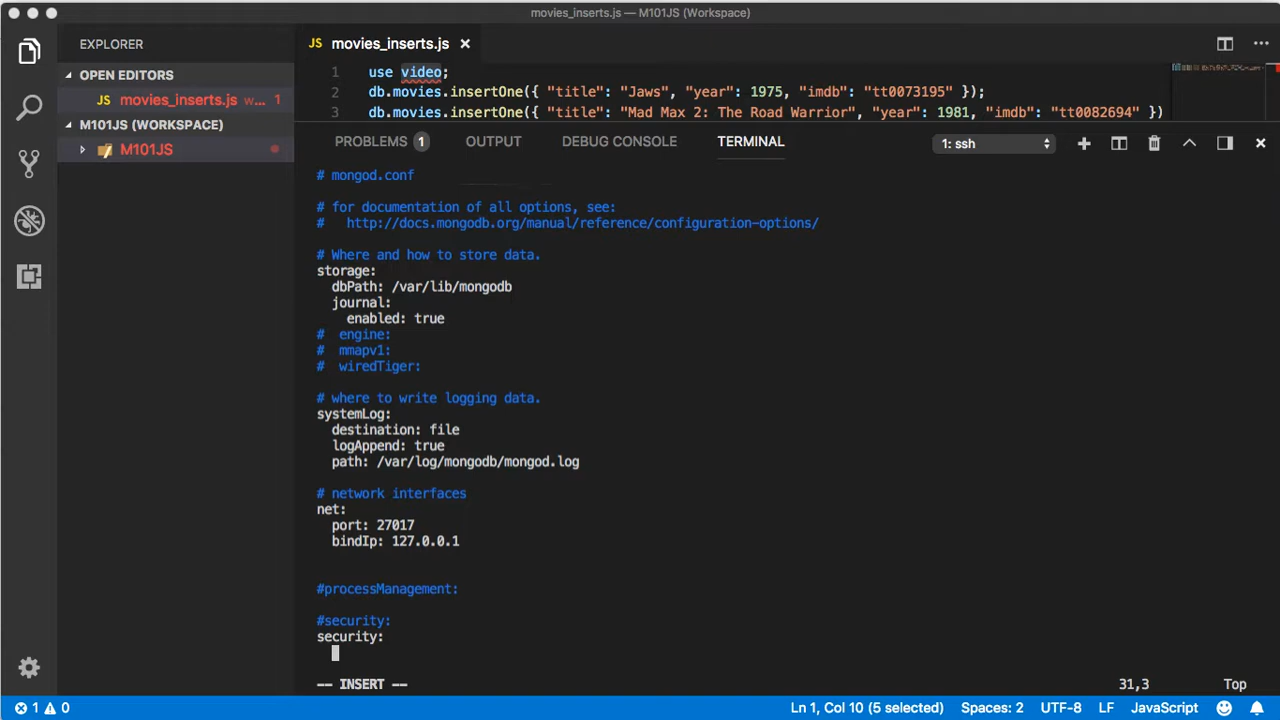 movies_inserts.js — M101JS (Workspace)
EXPLORER
OPEN EDITORS
JS movies_inserts.js w... 1
M101JS (WORKSPACE)
M101JS
JS movies_inserts.js
1 use video;
2 db.movies.insertOne({ "title": "Jaws", "year": 1975, "imdb": "tt0073195" });
3 db.movies.insertOne({ "title": "Mad Max 2: The Road Warrior", "year": 1981, "imdb": "tt0082694" })
PROBLEMS 1 OUTPUT DEBUG CONSOLE TERMINAL 1: ssh
# mongod.conf
# for documentation of all options, see:
#   http://docs.mongodb.org/manual/reference/configuration-options/
# Where and how to store data.
storage:
  dbPath: /var/lib/mongodb
  journal:
    enabled: true
#  engine:
#  mmapv1:
#  wiredTiger:
# where to write logging data.
systemLog:
  destination: file
  logAppend: true
  path: /var/log/mongodb/mongod.log
# network interfaces
net:
  port: 27017
  bindIp: 127.0.0.1
#processManagement:
#security:
security:
-- INSERT -- 31,3 Top
1 0 Ln 1, Col 10 (5 selected) Spaces: 2 UTF-8 LF JavaScript